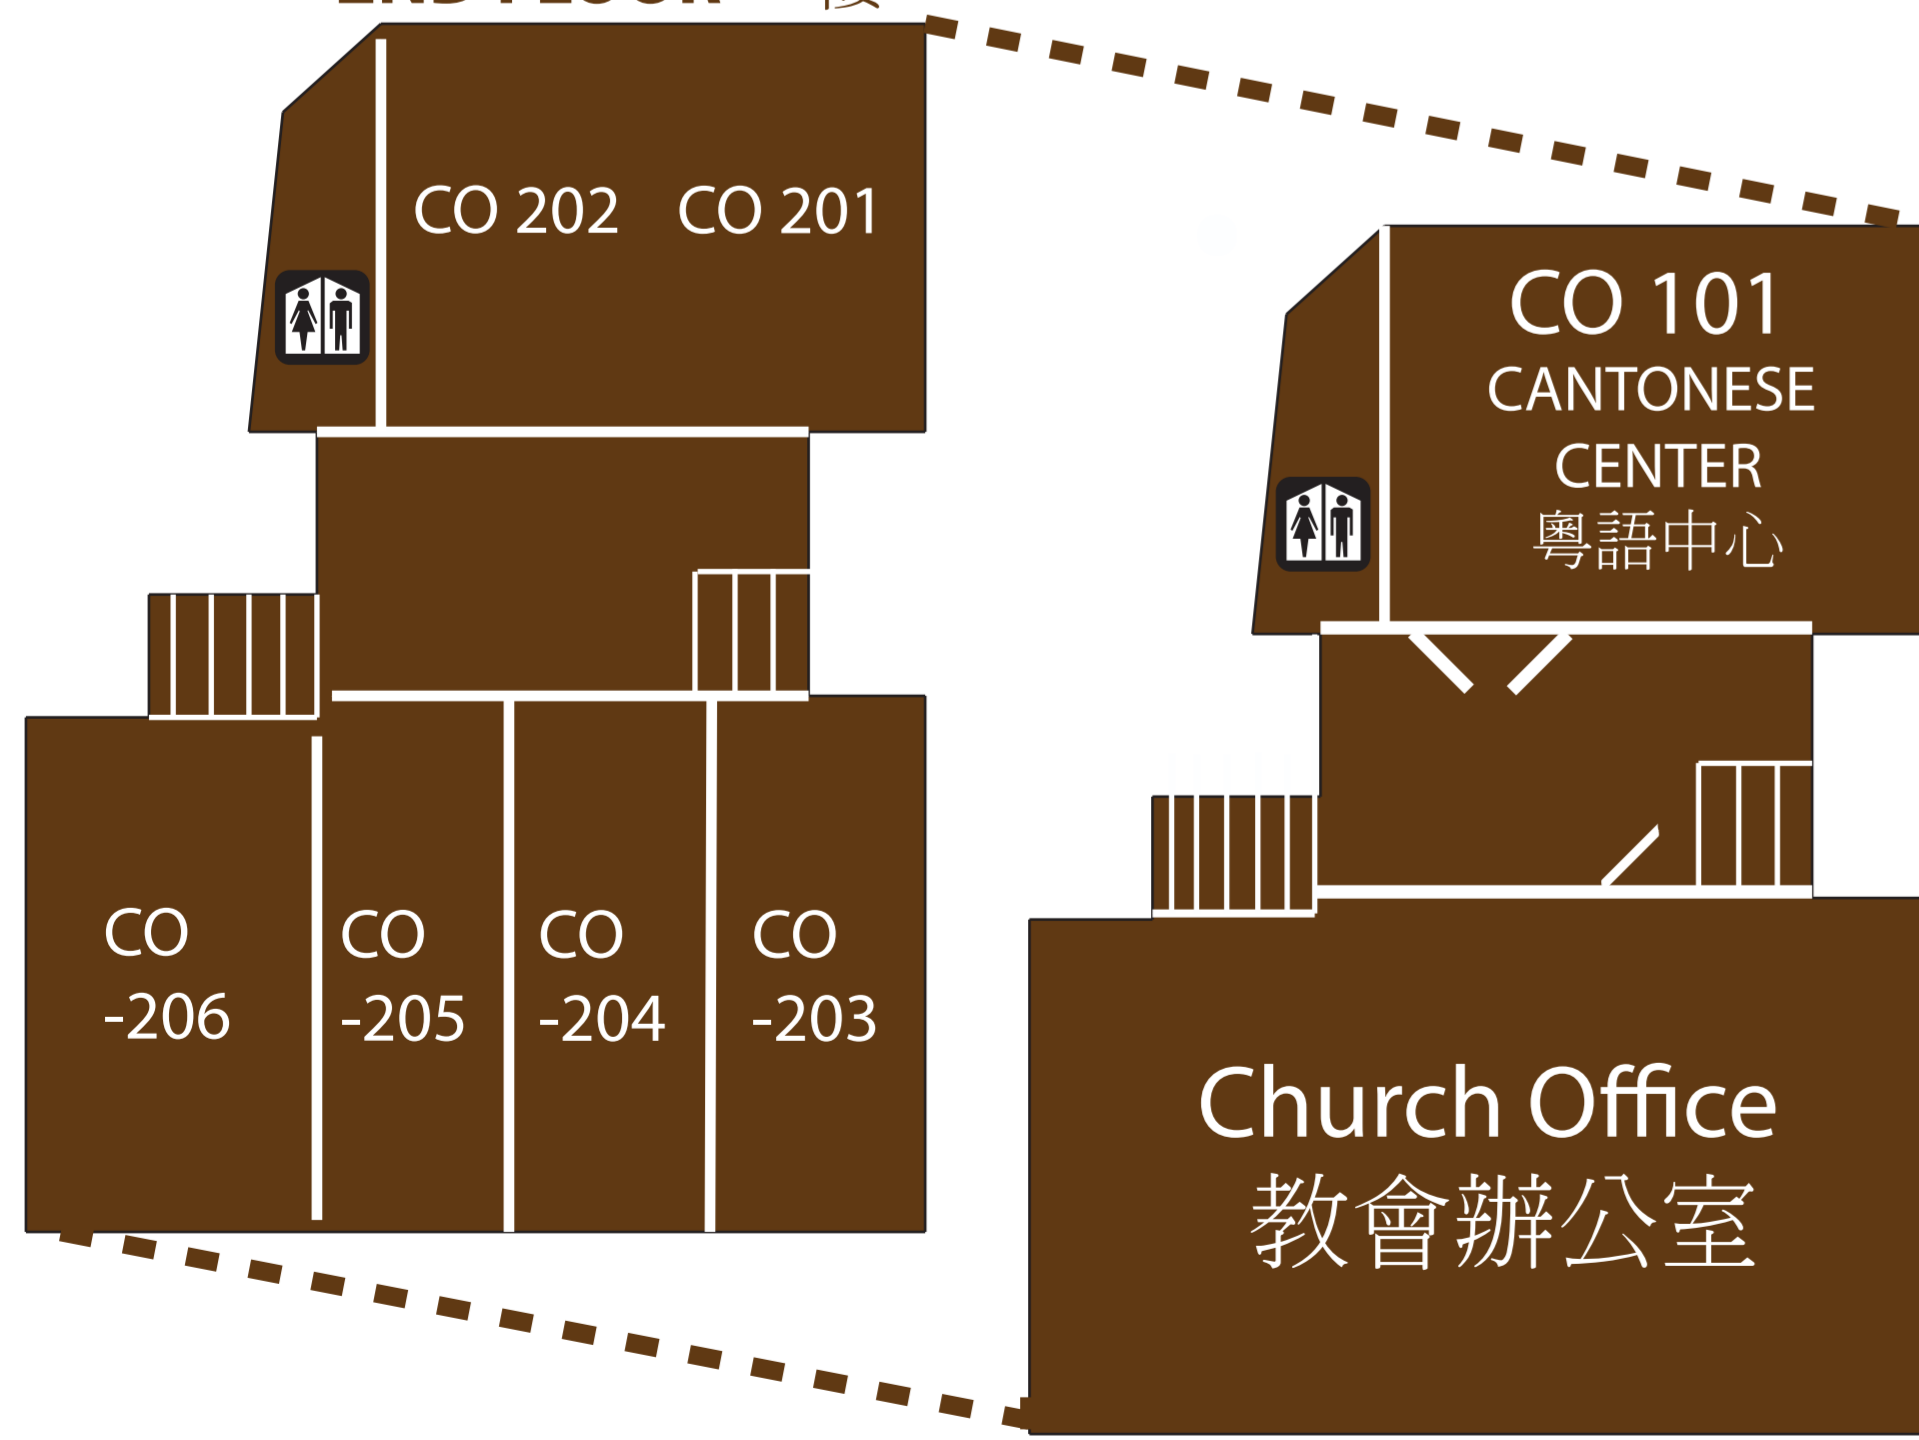 CO 202 CO 201
CO
-206
CO
-205
CO
-204
CO
-203
CO 101
CANTONESE
CENTER
粵語中心
Church Office
教會辦公室